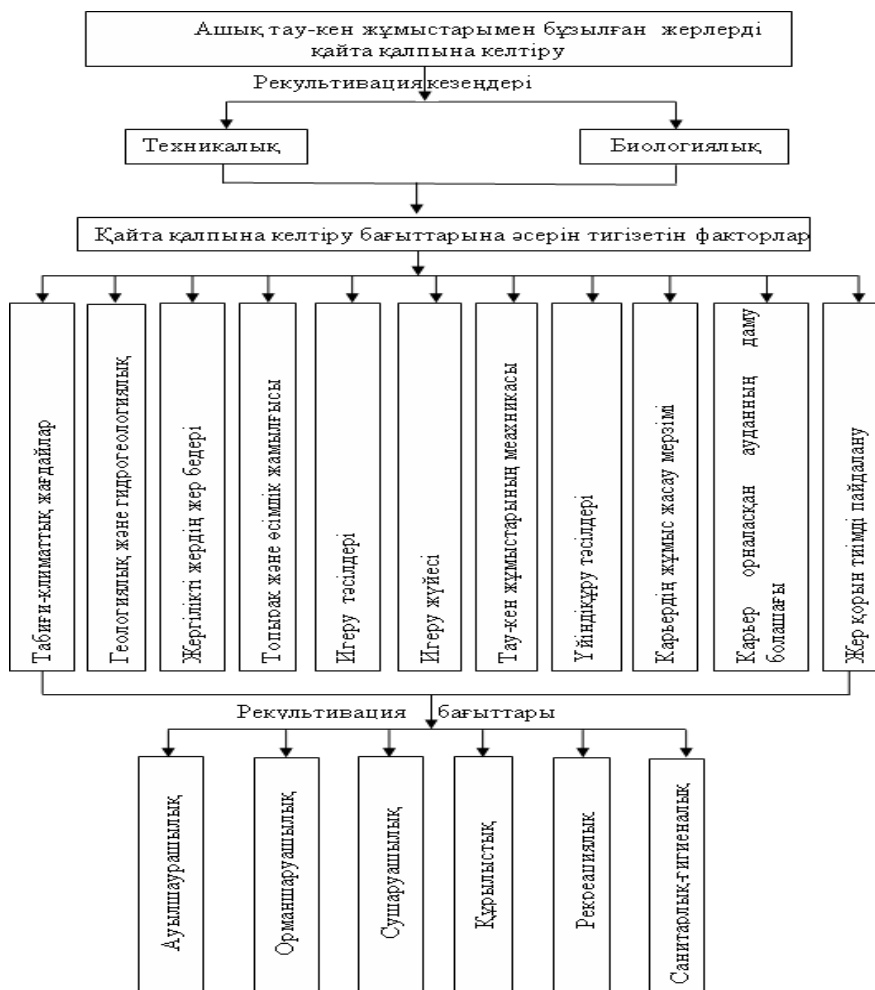 Ашық тау-кен жұмыстарымен бұзылған жерлерді
қайта қалпына келтіру
Рекультивация кезеңдері
Техникалық
Биологиялық
Қайта қалпына келтіру бағыттарына әсерін тигізетін факторлар
Табиғи-климаттық жағдайлар
Геологиялық және гидрогеологиялық
Жергілікті жердің жер бедері
Топырақ және өсімдік жамылғысы
Игеру тәсілдері
Игеру жүйесі
Тау-кен жұмыстарының меахникасы
Үйіндіқұру тәсілдері
Карьердің жұмыс жасау мерзімі
Карьер орналасқан ауданның даму
болашағы
Жер қорын тиімді пайдалану
Рекультивация бағыттары
Ауылшаурашылық
Орманшаруашылық
Сушаруашылық
Құрылыстық
Рекреациялық
Санитарлық-гигиеналық